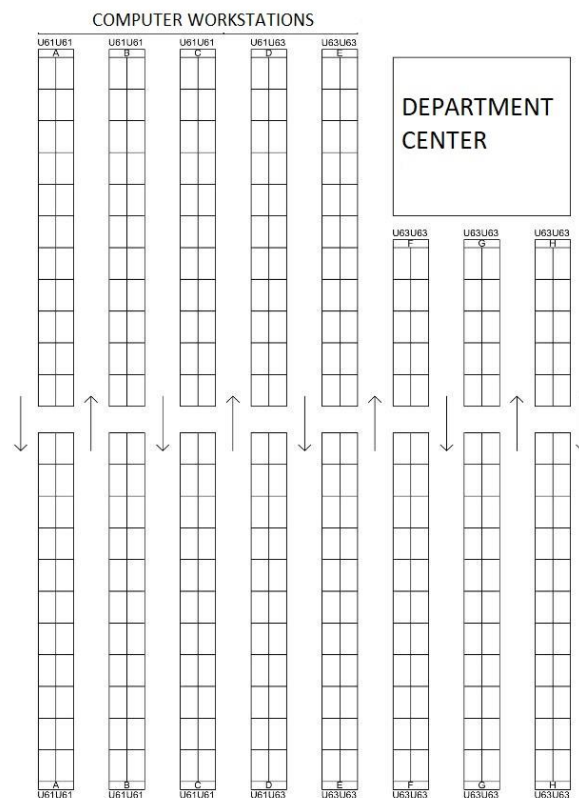 COMPUTER WORKSTATIONS
U61U61 U61U61 U61U61 U61U63 U63U63
A B C D E
DEPARTMENT
CENTER
U63U63 U63U63 U63U63
F G H
A B C D E F G H
U61U61 U61U61 U61U61 U61U63 U63U63 U63U63 U63U63 U63U63